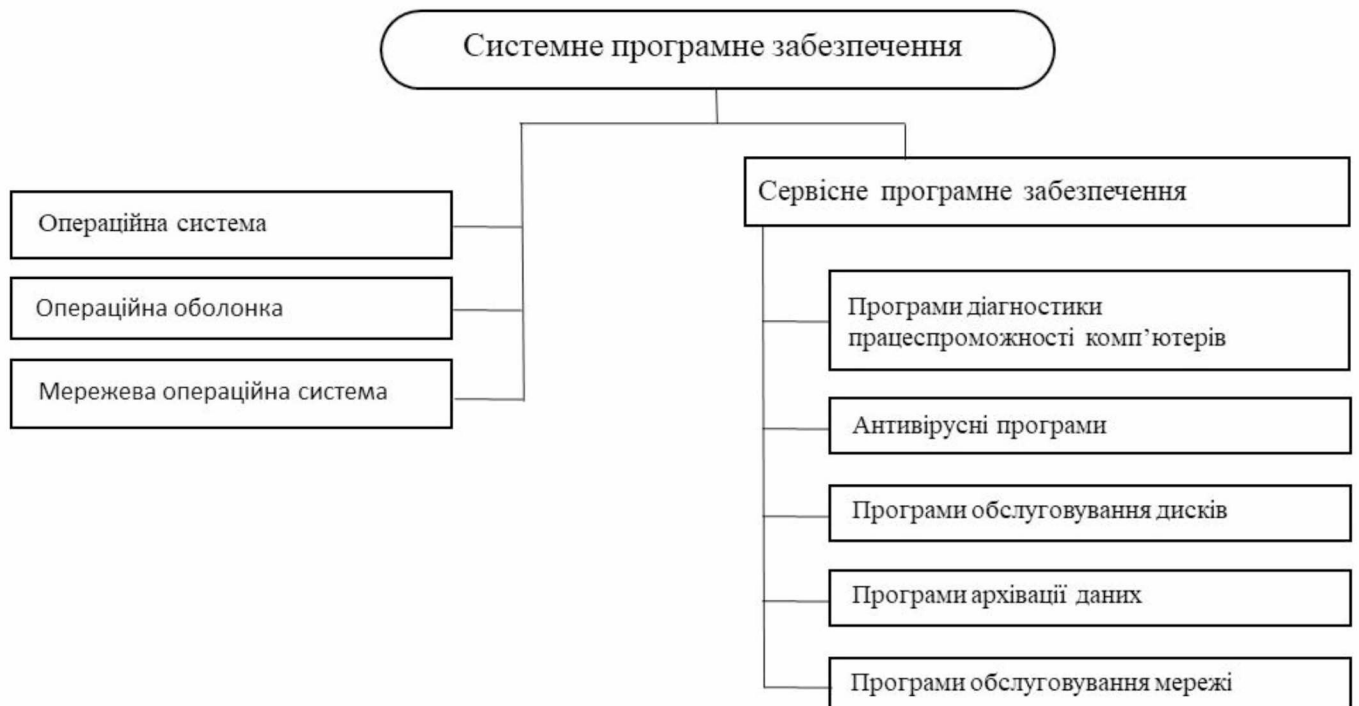 Системне програмне забезпечення
Операційна система
Операційна оболонка
Мережева операційна система
Сервісне програмне забезпечення
Програми діагностики
працеспроможності комп’ютерів
Антивірусні програми
Програми обслуговування дисків
Програми архівації даних
Програми обслуговування мережі